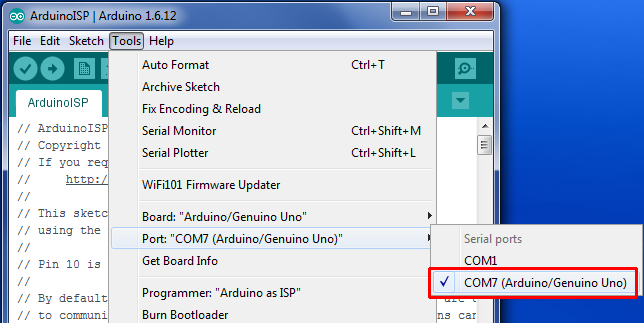 ArduinoISP | Arduino 1.6.12
File Edit Sketch Tools Help
ArduinoISP
Auto Format Ctrl+T
Archive Sketch
Fix Encoding & Reload
Serial Monitor Ctrl+Shift+M
Serial Plotter Ctrl+Shift+L
WiFi101 Firmware Updater
Board: "Arduino/Genuino Uno"
Port: "COM7 (Arduino/Genuino Uno)"
Get Board Info
Programmer: "Arduino as ISP"
Burn Bootloader
Serial ports
COM1
COM7 (Arduino/Genuino Uno)
// ArduinoISP
// Copyright
// If you req
// http:/
//
// This sketc
// using the
//
// Pin 10 is
//
// By default
// to communi ns can